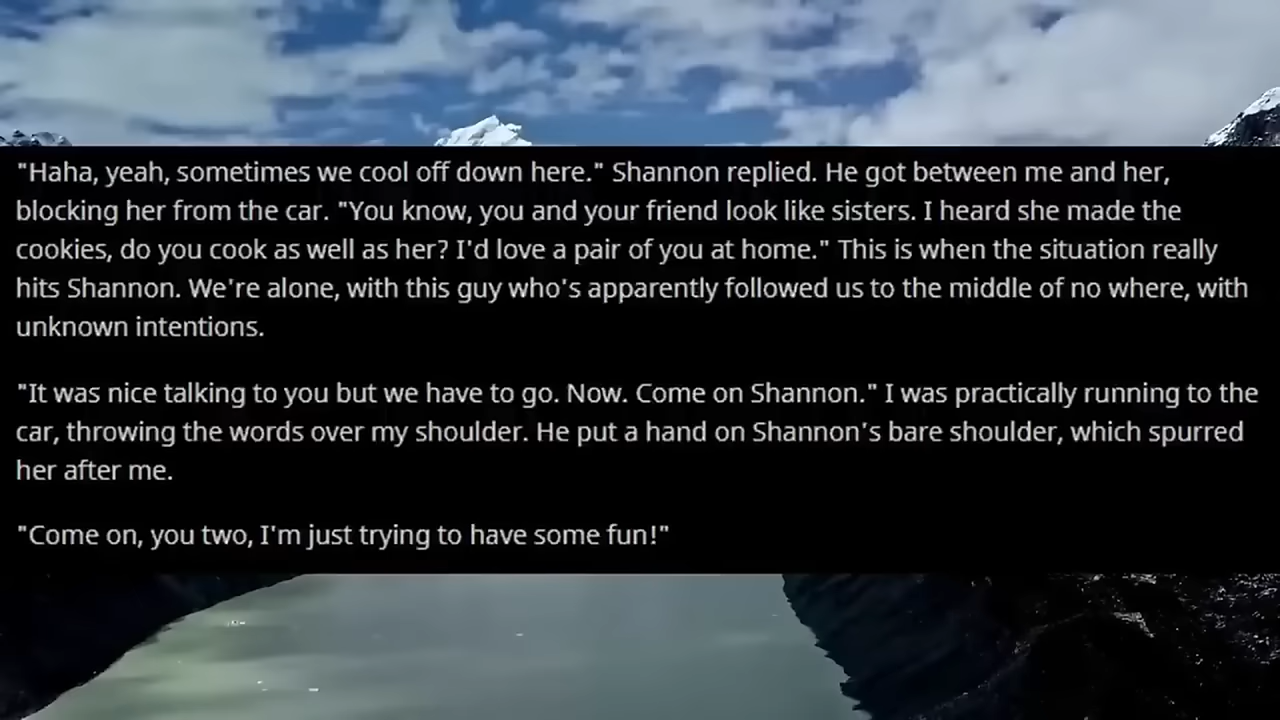 "Haha, yeah, sometimes we cool off down here." Shannon replied. He got between me and her,
blocking her from the car. "You know, you and your friend look like sisters. I heard she made the
cookies, do you cook as well as her? I'd love a pair of you at home." This is when the situation really
hits Shannon. We're alone, with this guy who's apparently followed us to the middle of no where, with
unknown intentions.
"It was nice talking to you but we have to go. Now. Come on Shannon." I was practically running to the
car, throwing the words over my shoulder. He put a hand on Shannon's bare shoulder, which spurred
her after me.
"Come on, you two, I'm just trying to have some fun!"